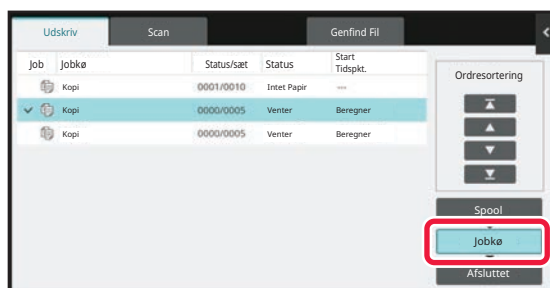 Udskriv Scan Genfind Fil
Job Jobkø Status/sæt Status Start Tidspkt.
Kopi 0001/0010 Intet Papir ---
Kopi 0000/0005 Venter Beregner
Kopi 0000/0005 Venter Beregner
Ordresortering
Spool
Jobkø
Afsluttet